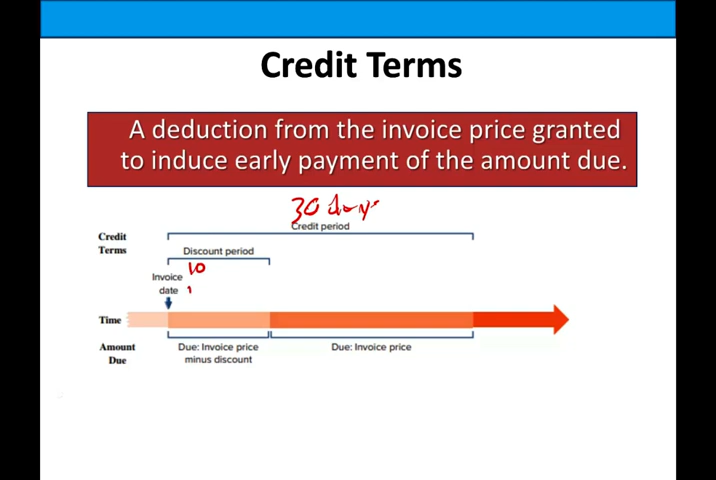 Credit Terms
A deduction from the invoice price granted
to induce early payment of the amount due.
30 days
Credit period
Credit
Terms
Discount period
10
Invoice
date
Time
Amount
Due
Due: Invoice price
minus discount
Due: Invoice price